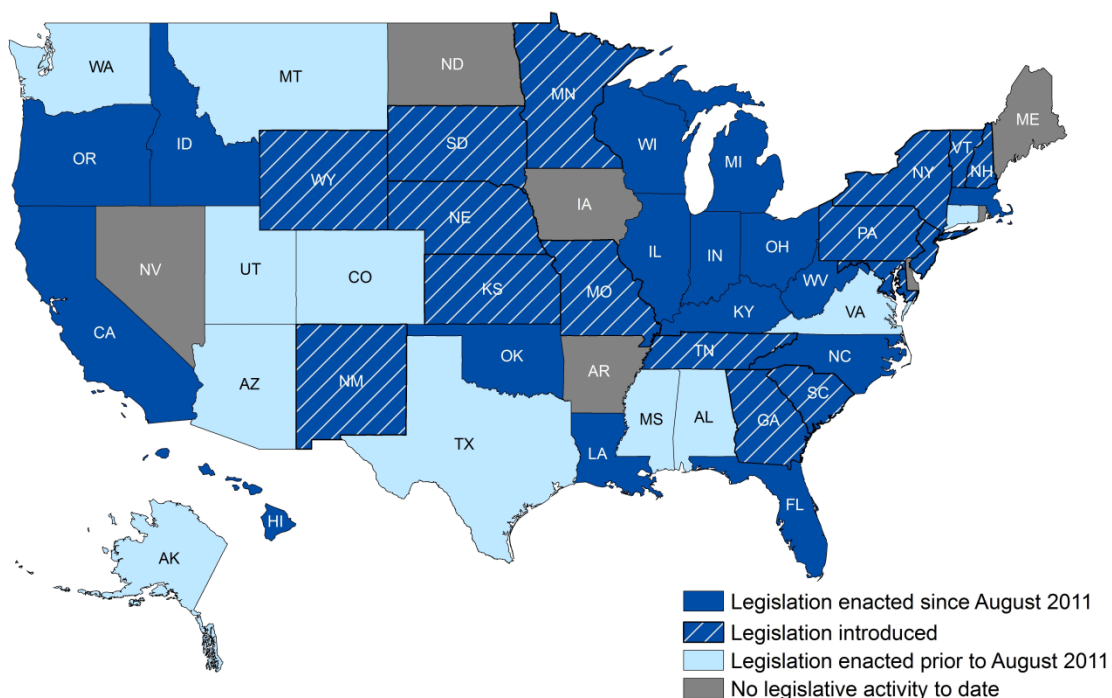 WA
MT
ND
MN
ME
OR
ID
SD
WI
MI
VT
NH
NY
WY
IA
NE
PA
NV
UT
CO
IL
IN
OH
WV
VA
KS
MO
KY
CA
OK
TN
NC
AZ
NM
AR
SC
MS
AL
GA
TX
LA
FL
HI
AK
Legislation enacted since August 2011
Legislation introduced
Legislation enacted prior to August 2011
No legislative activity to date